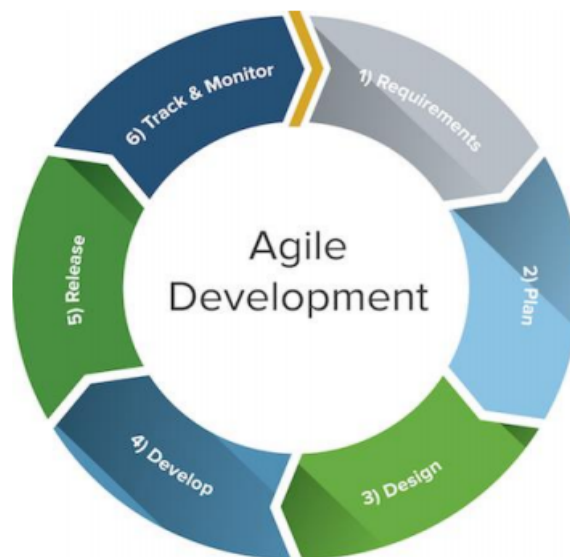 Agile
Development
1) Requirements
2) Plan
3) Design
4) Develop
5) Release
6) Track & Monitor